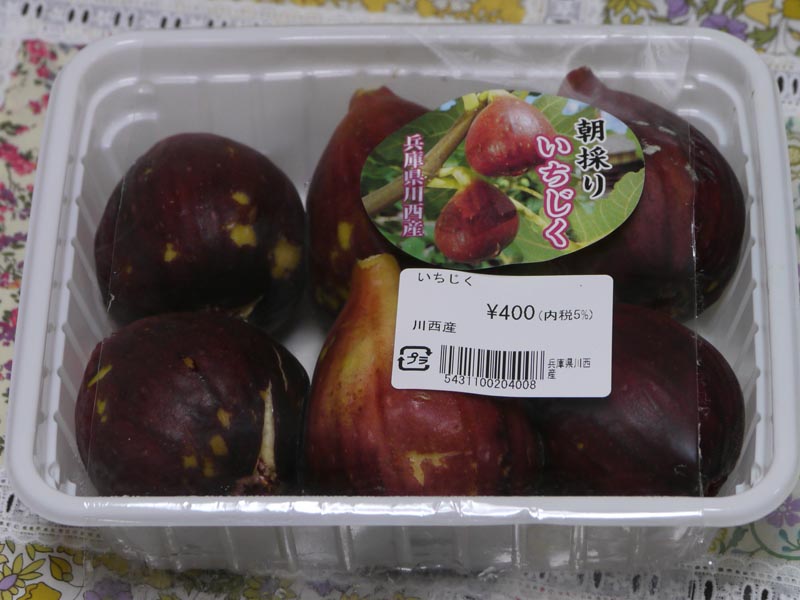 朝採り
いちじく
兵庫県川西産
いちじく
¥400(内税5%)
川西産
プラ
5431100204008
兵庫県川西
産